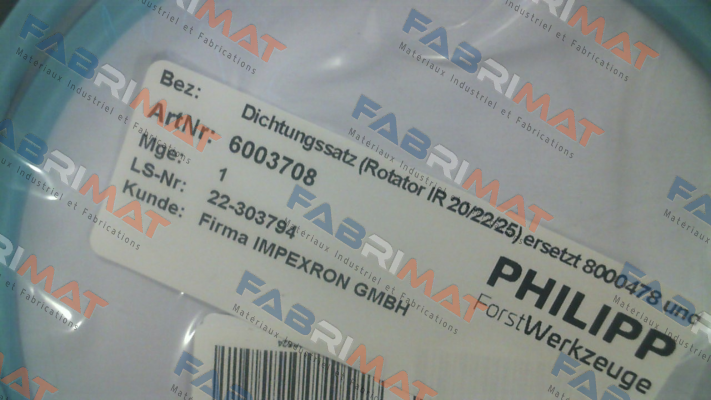 Bez: Dichtungssatz (Rotator IR 20/22/25),ersetzt 8000478 unc
ArtNr: 6003708
Mge: 1
LS-Nr: 22-303794
Kunde: Firma IMPEXRON GMBH
PHILIPP
ForstWerkzeuge
FABRIMAT
Matériaux Industriel et Fabrications